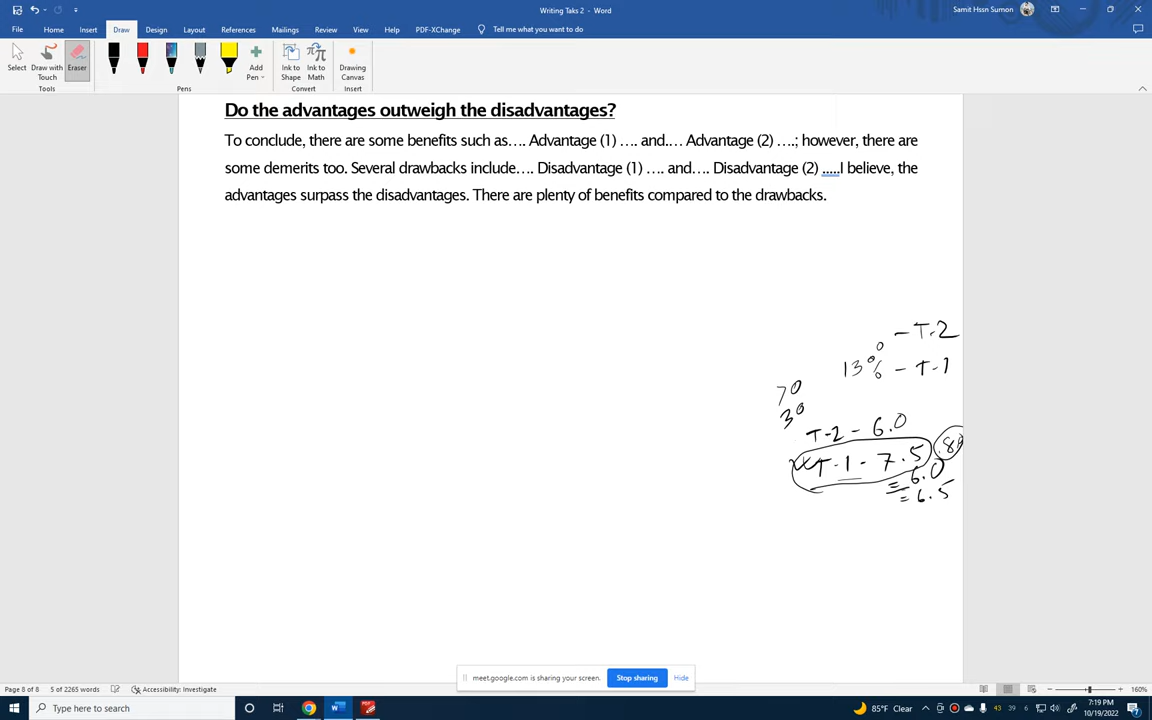 Writing Taks 2 - Word
Samit Hssn Sumon
File Home Insert Draw Design Layout References Mailings Review View Help PDF-XChange Tell me what you want to do
Select
Draw with Touch
Eraser
Add Pen
Ink to Shape
Ink to Math
Drawing Canvas
Tools Pens Convert Insert
Do the advantages outweigh the disadvantages?
To conclude, there are some benefits such as…. Advantage (1) …. and.… Advantage (2) ….; however, there are
some demerits too. Several drawbacks include…. Disadvantage (1) …. and…. Disadvantage (2) .....I believe, the
advantages surpass the disadvantages. There are plenty of benefits compared to the drawbacks.
- T-2
13% - T-1
70
30
T-2 - 6.0
T-1 - 7.5
= 6.0
= 6.5
meet.google.com is sharing your screen. Stop sharing Hide
Page 8 of 8 5 of 2265 words Accessibility: Investigate 160%
Type here to search
85°F Clear
43 39 6
7:19 PM
10/19/2022